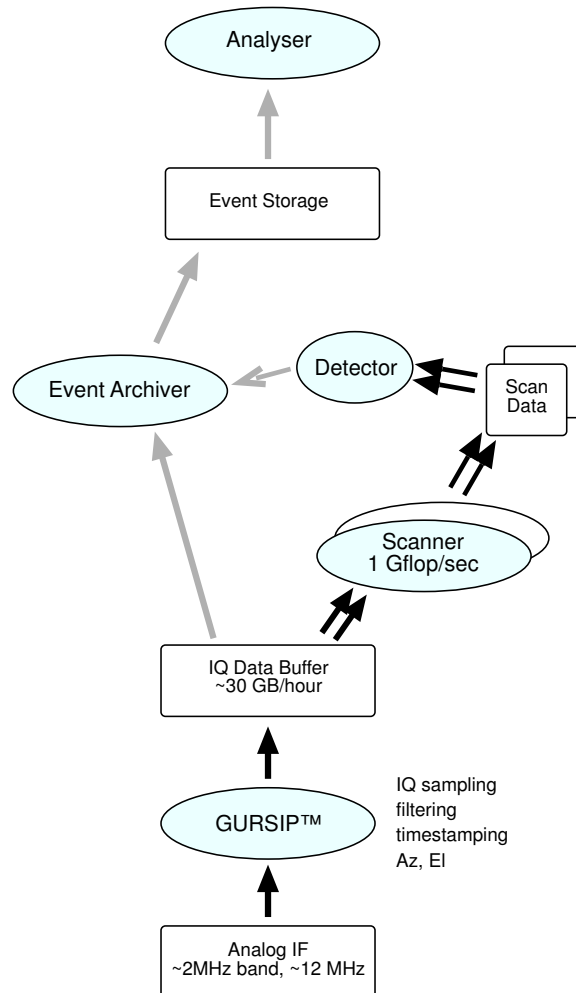 Analyser
Event Storage
Detector
Event Archiver
Scan
Data
Scanner
1 Gflop/sec
IQ Data Buffer
~30 GB/hour
IQ sampling
filtering
timestamping
Az, El
GURSIP™
Analog IF
~2MHz band, ~12 MHz